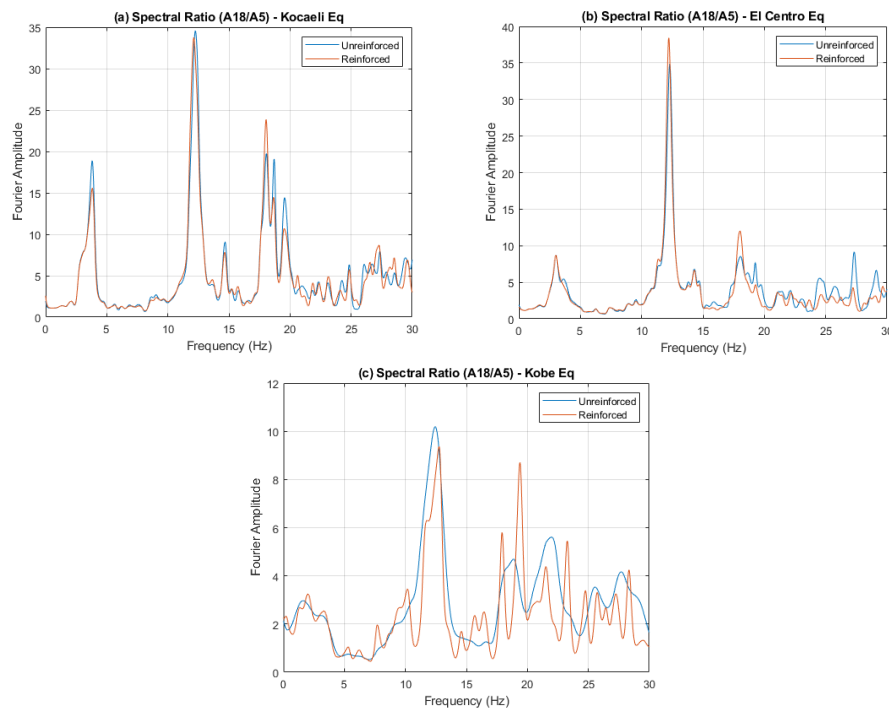 (a) Spectral Ratio (A18/A5) - Kocaeli Eq
35
30
25
20
15
10
5
0
Fourier Amplitude
Unreinforced
Reinforced
0 5 10 15 20 25 30
Frequency (Hz)
(b) Spectral Ratio (A18/A5) - El Centro Eq
40
35
30
25
20
15
10
5
0
Fourier Amplitude
Unreinforced
Reinforced
0 5 10 15 20 25 30
Frequency (Hz)
(c) Spectral Ratio (A18/A5) - Kobe Eq
12
10
8
6
4
2
0
Fourier Amplitude
Unreinforced
Reinforced
0 5 10 15 20 25 30
Frequency (Hz)